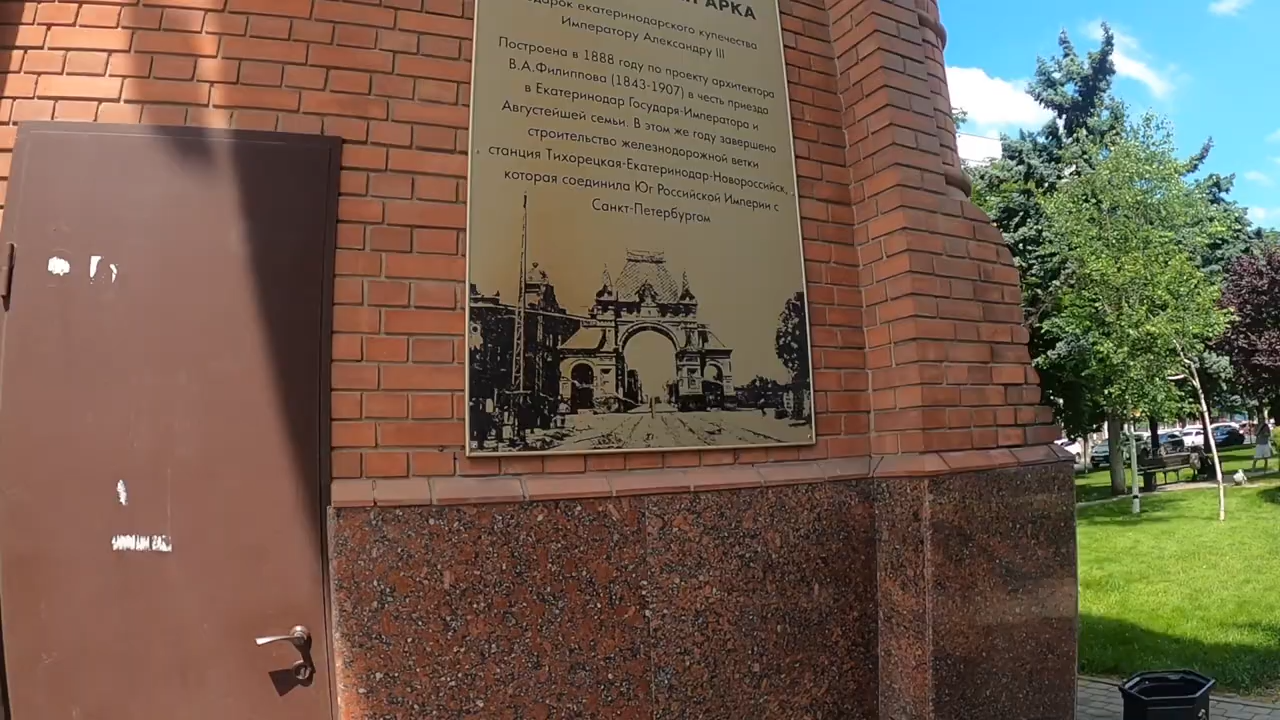 АРКА
подарок екатеринодарского купечества
Императору Александру III
Построена в 1888 году по проекту архитектора
В.А.Филиппова (1843-1907) в честь приезда
в Екатеринодар Государя-Императора и
Августейшей семьи. В этом же году завершено
строительство железнодорожной ветки
станция Тихорецкая-Екатеринодар-Новороссийск,
которая соединила Юг Российской Империи с
Санкт-Петербургом